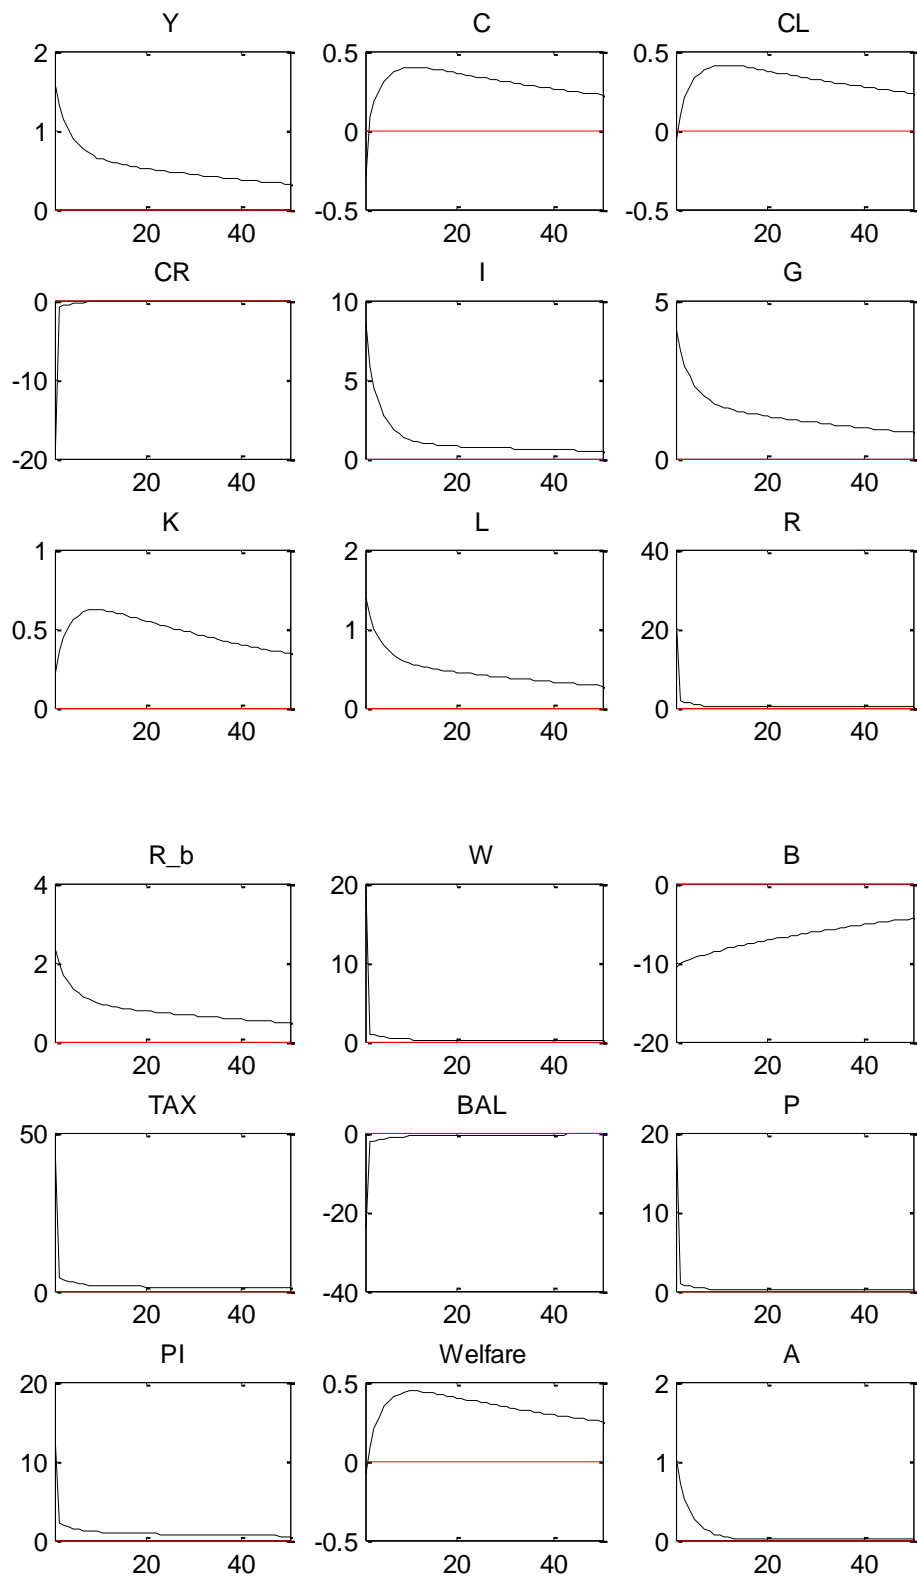 Y C CL
2 0.5 0.5
1 0 0
0 -0.5 -0.5
20 40 20 40 20 40
CR I G
0 10 5
-10 5
-20 0 0
20 40 20 40 20 40
K L R
1 2 40
0.5 1 20
0 0 0
20 40 20 40 20 40
R_b W B
4 20 0
2 10 -10
0 0 -20
20 40 20 40 20 40
TAX BAL P
50 0 20
-20 10
0 -40 0
20 40 20 40 20 40
PI Welfare A
20 0.5 2
10 0 1
0 -0.5 0
20 40 20 40 20 40